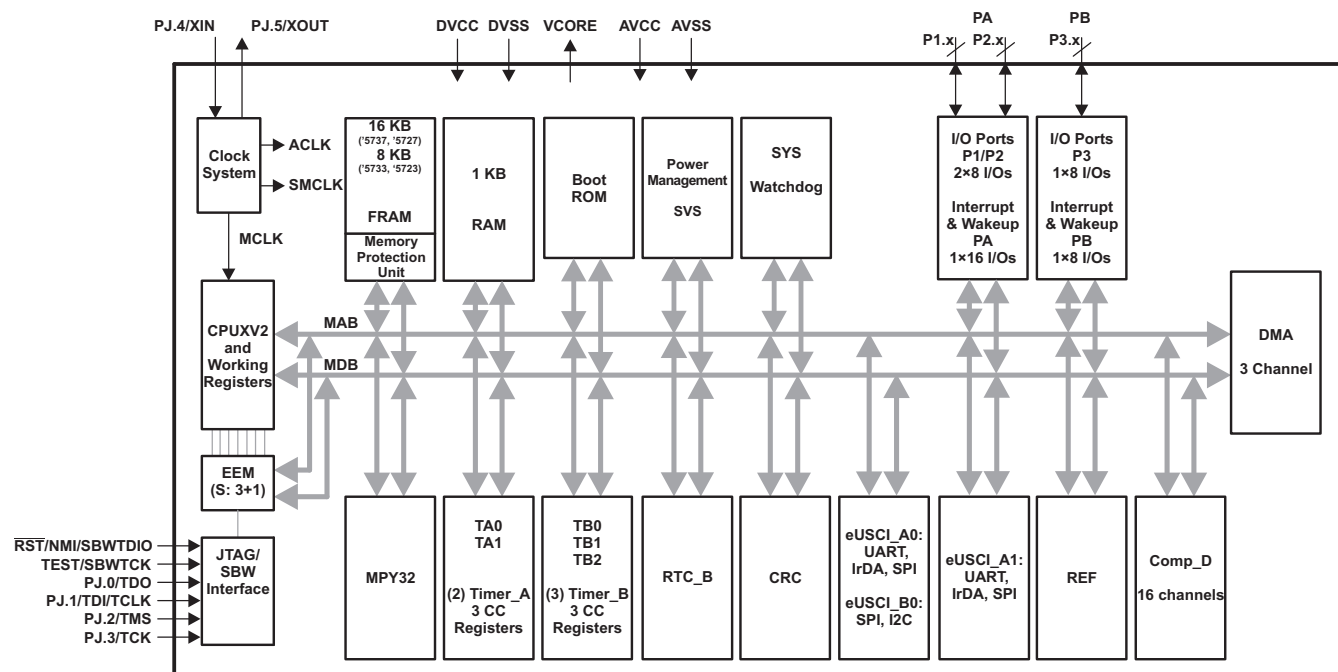 PJ.4/XIN
PJ.5/XOUT
DVCC
DVSS
VCORE
AVCC
AVSS
PA
P1.x
P2.x
PB
P3.x
Clock
System
ACLK
SMCLK
MCLK
16 KB
('5737, '5727)
8 KB
('5733, '5723)
FRAM
Memory
Protection
Unit
1 KB
RAM
Boot
ROM
Power
Management
SVS
SYS
Watchdog
I/O Ports
P1/P2
2×8 I/Os
Interrupt
& Wakeup
PA
1×16 I/Os
I/O Ports
P3
1×8 I/Os
Interrupt
& Wakeup
PB
1×8 I/Os
CPUXV2
and
Working
Registers
MAB
MDB
DMA
3 Channel
EEM
(S: 3+1)
RST/NMI/SBWTDIO
TEST/SBWTCK
PJ.0/TDO
PJ.1/TDI/TCLK
PJ.2/TMS
PJ.3/TCK
JTAG/
SBW
Interface
MPY32
TA0
TA1
(2) Timer_A
3 CC
Registers
TB0
TB1
TB2
(3) Timer_B
3 CC
Registers
RTC_B
CRC
eUSCI_A0:
UART,
IrDA, SPI
eUSCI_B0:
SPI, I2C
eUSCI_A1:
UART,
IrDA, SPI
REF
Comp_D
16 channels